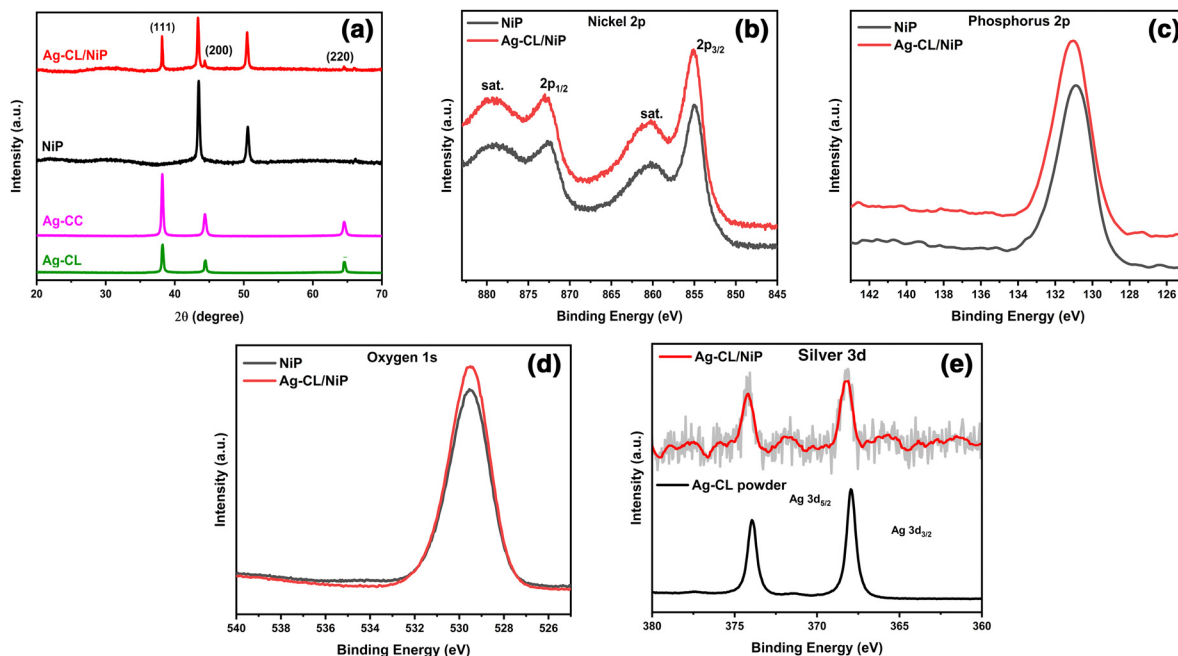 (a)
(111)
(200)
(220)
Ag-CL/NiP
NiP
Ag-CC
Ag-CL
Intensity (a.u.)
20 30 40 50 60 70
2θ (degree)
(b)
Nickel 2p
NiP
Ag-CL/NiP
2p3/2
2p1/2
sat.
sat.
Intensity (a.u.)
880 875 870 865 860 855 850 845
Binding Energy (eV)
(c)
Phosphorus 2p
NiP
Ag-CL/NiP
Intensity (a.u.)
142 140 138 136 134 132 130 128 126
Binding Energy (eV)
(d)
Oxygen 1s
NiP
Ag-CL/NiP
Intensity (a.u.)
540 538 536 534 532 530 528 526
Binding Energy (eV)
(e)
Silver 3d
Ag-CL/NiP
Ag-CL powder
Ag 3d5/2
Ag 3d3/2
Intensity (a.u.)
380 375 370 365 360
Binding Energy (eV)